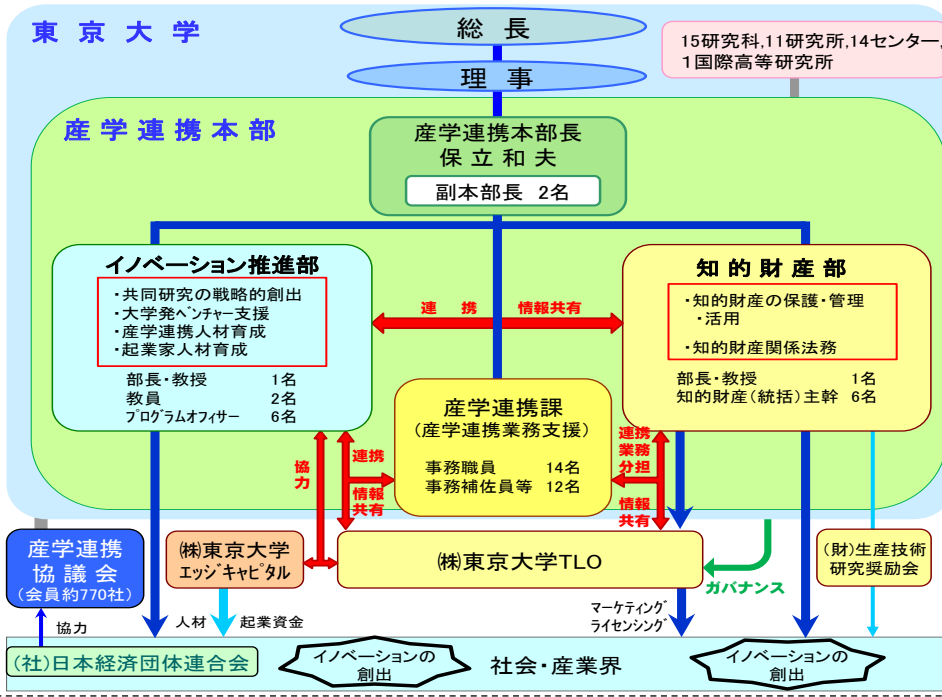 東京大学
総長
理事
15研究科,11研究所,14センター,
1国際高等研究所
産学連携本部
産学連携本部長
保立和夫
副本部長 2名
イノベーション推進部
・共同研究の戦略的創出
・大学発ベンチャー支援
・産学連携人材育成
・起業家人材育成
部長・教授 1名
教員 2名
プログラムオフィサー 6名
連携 情報共有
知的財産部
・知的財産の保護・管理
・活用
・知的財産関係法務
部長・教授 1名
知的財産(統括)主幹 6名
産学連携課
(産学連携業務支援)
事務職員 14名
事務補佐員等 12名
協力
連携
情報
共有
連携
業務
分担
情報
共有
産学連携
協議会
(会員約770社)
㈱東京大学
エッジキャピタル
㈱東京大学TLO
ガバナンス
(財)生産技術
研究奨励会
協力
人材
起業資金
マーケティング
ライセンシング
(社)日本経済団体連合会
イノベーションの
創出
社会・産業界
イノベーションの
創出